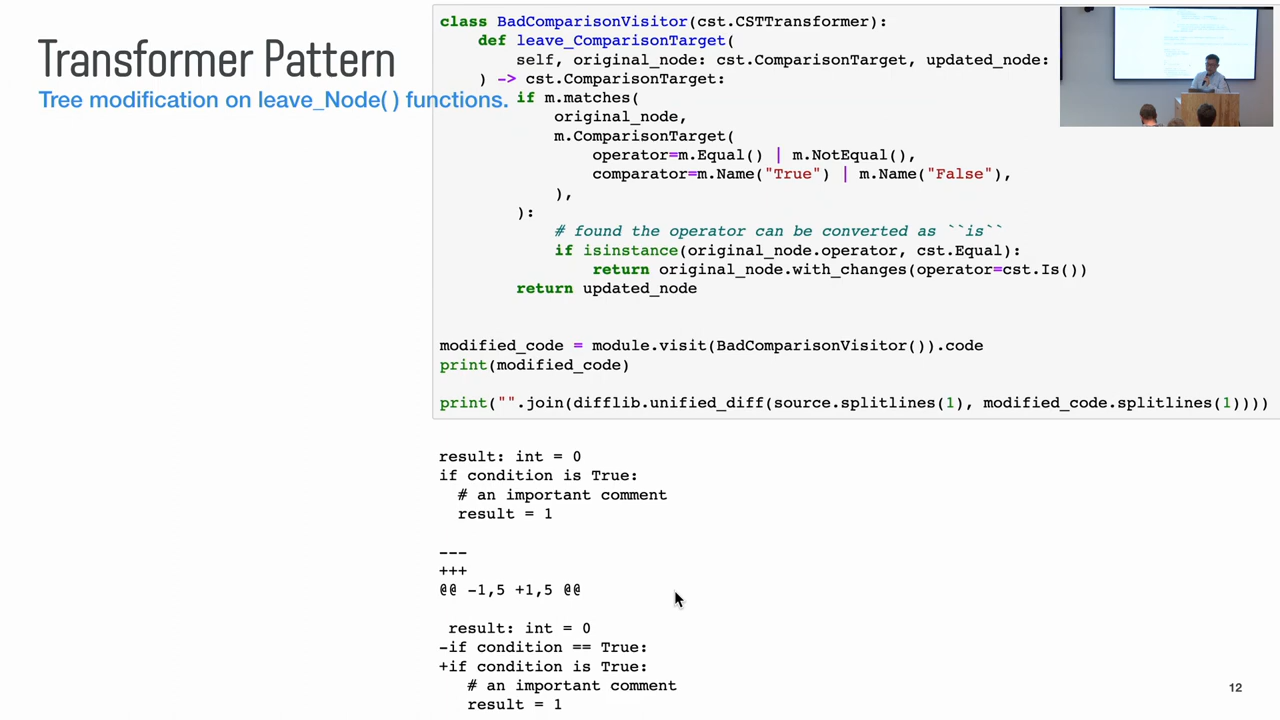 Transformer Pattern
Tree modification on leave_Node( ) functions.
class BadComparisonVisitor(cst.CSTTransformer):
    def leave_ComparisonTarget(
        self, original_node: cst.ComparisonTarget, updated_node:
    ) -> cst.ComparisonTarget:
        if m.matches(
            original_node,
            m.ComparisonTarget(
                operator=m.Equal() | m.NotEqual(),
                comparator=m.Name("True") | m.Name("False"),
            ),
        ):
            # found the operator can be converted as ``is``
            if isinstance(original_node.operator, cst.Equal):
                return original_node.with_changes(operator=cst.Is())
        return updated_node
modified_code = module.visit(BadComparisonVisitor()).code
print(modified_code)
print("".join(difflib.unified_diff(source.splitlines(1), modified_code.splitlines(1))))
result: int = 0
if condition is True:
  # an important comment
  result = 1
---
+++
@@ -1,5 +1,5 @@
 result: int = 0
-if condition == True:
+if condition is True:
   # an important comment
   result = 1
12